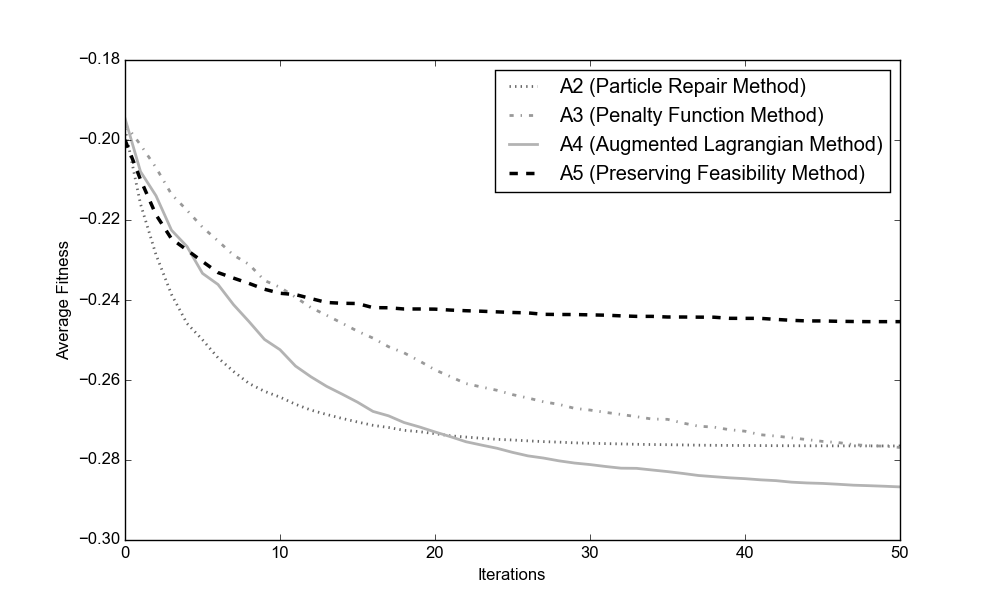 −0.18
−0.20
−0.22
−0.24
−0.26
−0.28
−0.30
Average Fitness
A2 (Particle Repair Method)
A3 (Penalty Function Method)
A4 (Augmented Lagrangian Method)
A5 (Preserving Feasibility Method)
0 10 20 30 40 50
Iterations